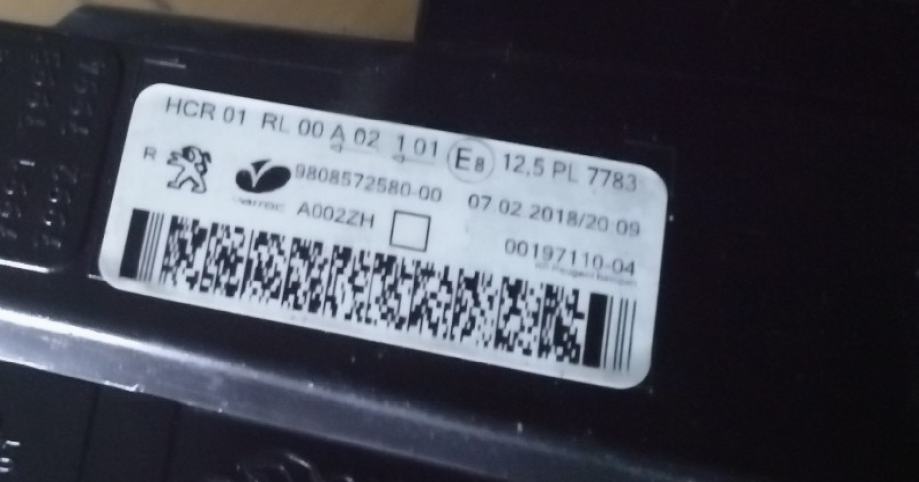 HCR 01 RL 00 A 02 1 01 E8 12,5 PL 7783
R
varroc
9808572580-00
07.02.2018/20:09
A002ZH
00197110-04